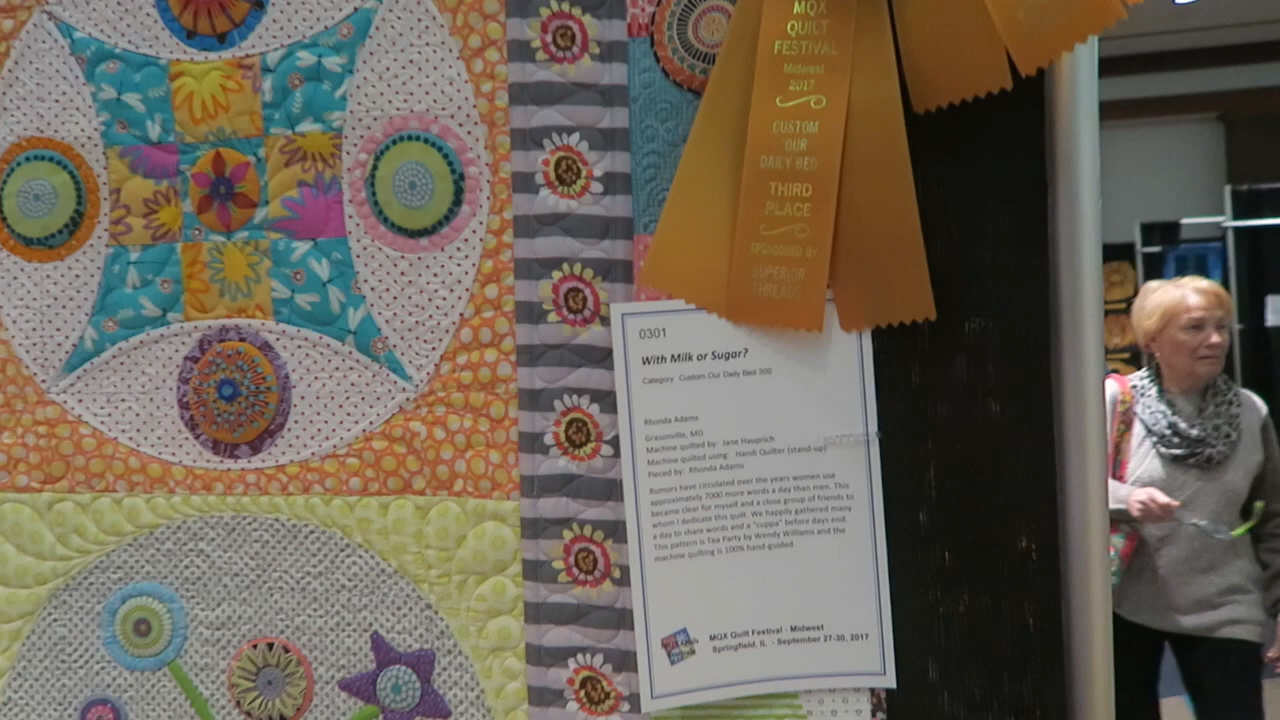 MQX
QUILT
FESTIVAL
Midwest
2017
CUSTOM
"OUR
DAILY BED"
THIRD
PLACE
SPONSORED BY
SUPERIOR
THREADS
0301
With Milk or Sugar?
Category: Custom Our Daily Bed 300
Rhonda Adams
Grasonville, MD
Machine quilted by: Jane Hauprich
Machine quilted using: Handi Quilter (stand-up)
Pieced by: Rhonda Adams
Rumors have circulated over the years women use
approximately 7000 more words a day than men. This
became clear for myself and a close group of friends to
whom I dedicate this quilt. We happily gathered many
a day to share words and a "cuppa" before days end.
This pattern is Tea Party by Wendy Williams and the
machine quilting is 100% hand-guided.
MQX Quilt Festival - Midwest
Springfield, IL - September 27-30, 2017